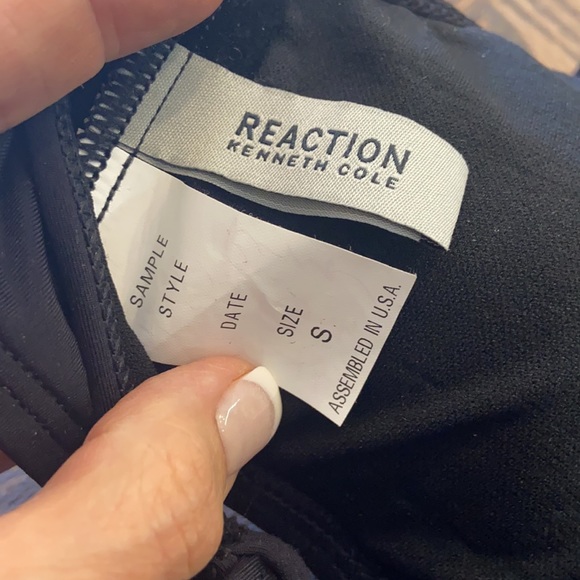 REACTION
KENNETH COLE
SAMPLE
STYLE
DATE
SIZE
S
ASSEMBLED IN U.S.A.